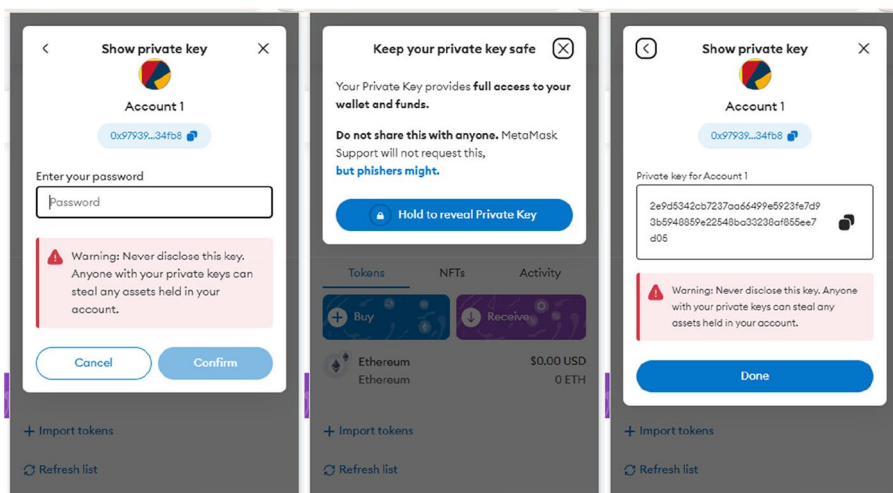 Show private key
Account 1
0x97939...34fb8
Enter your password
Password
Warning: Never disclose this key.
Anyone with your private keys can
steal any assets held in your
account.
Cancel
Confirm
+ Import tokens
Refresh list
Keep your private key safe
Your Private Key provides full access to your
wallet and funds.
Do not share this with anyone. MetaMask
Support will not request this,
but phishers might.
Hold to reveal Private Key
Tokens
NFTs
Activity
Buy
Receive
Ethereum
$0.00 USD
Ethereum
0 ETH
+ Import tokens
Refresh list
Show private key
Account 1
0x97939...34fb8
Private key for Account 1
2e9d5342cb7237aa66499e5923fe7d9
3b5948859e22548ba33238af855ee7
d05
Warning: Never disclose this key. Anyone
with your private keys can steal any
assets held in your account.
Done
+ Import tokens
Refresh list